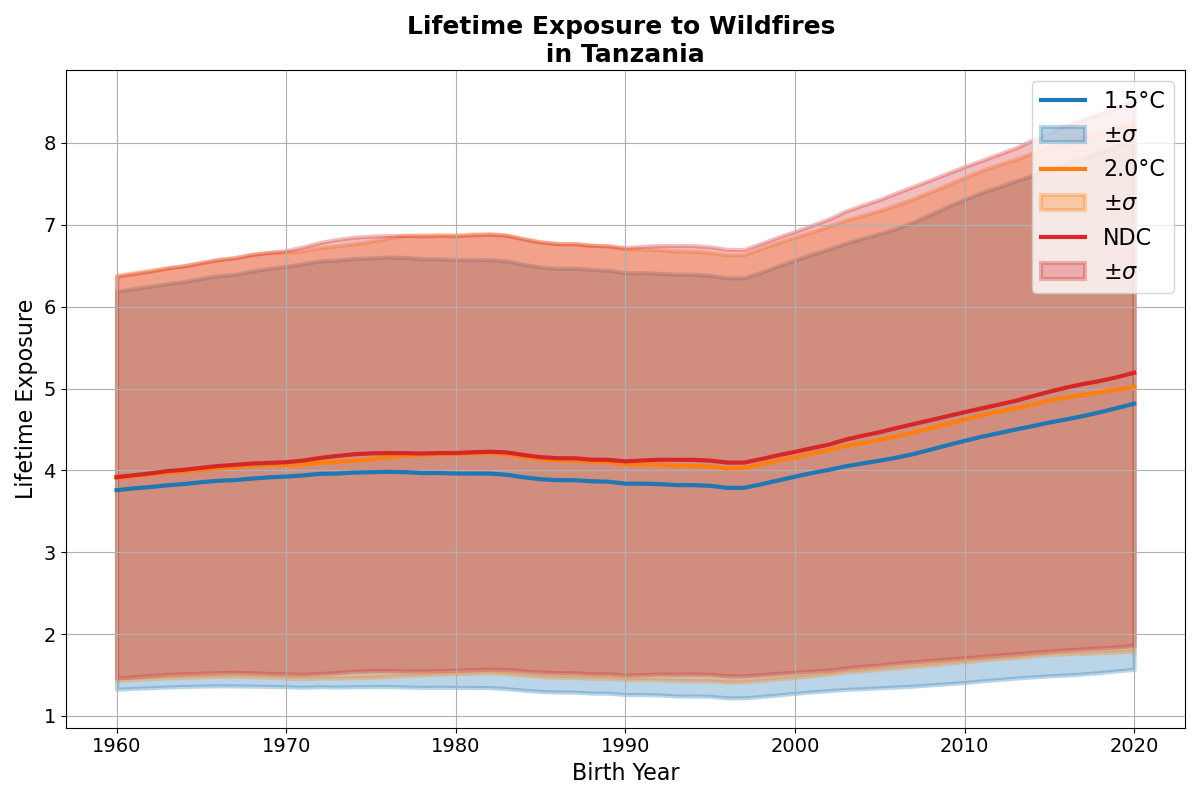 Lifetime Exposure to Wildfires
in Tanzania
1.5°C
±σ
2.0°C
±σ
NDC
±σ
Lifetime Exposure
8
7
6
5
4
3
2
1
1960 1970 1980 1990 2000 2010 2020
Birth Year